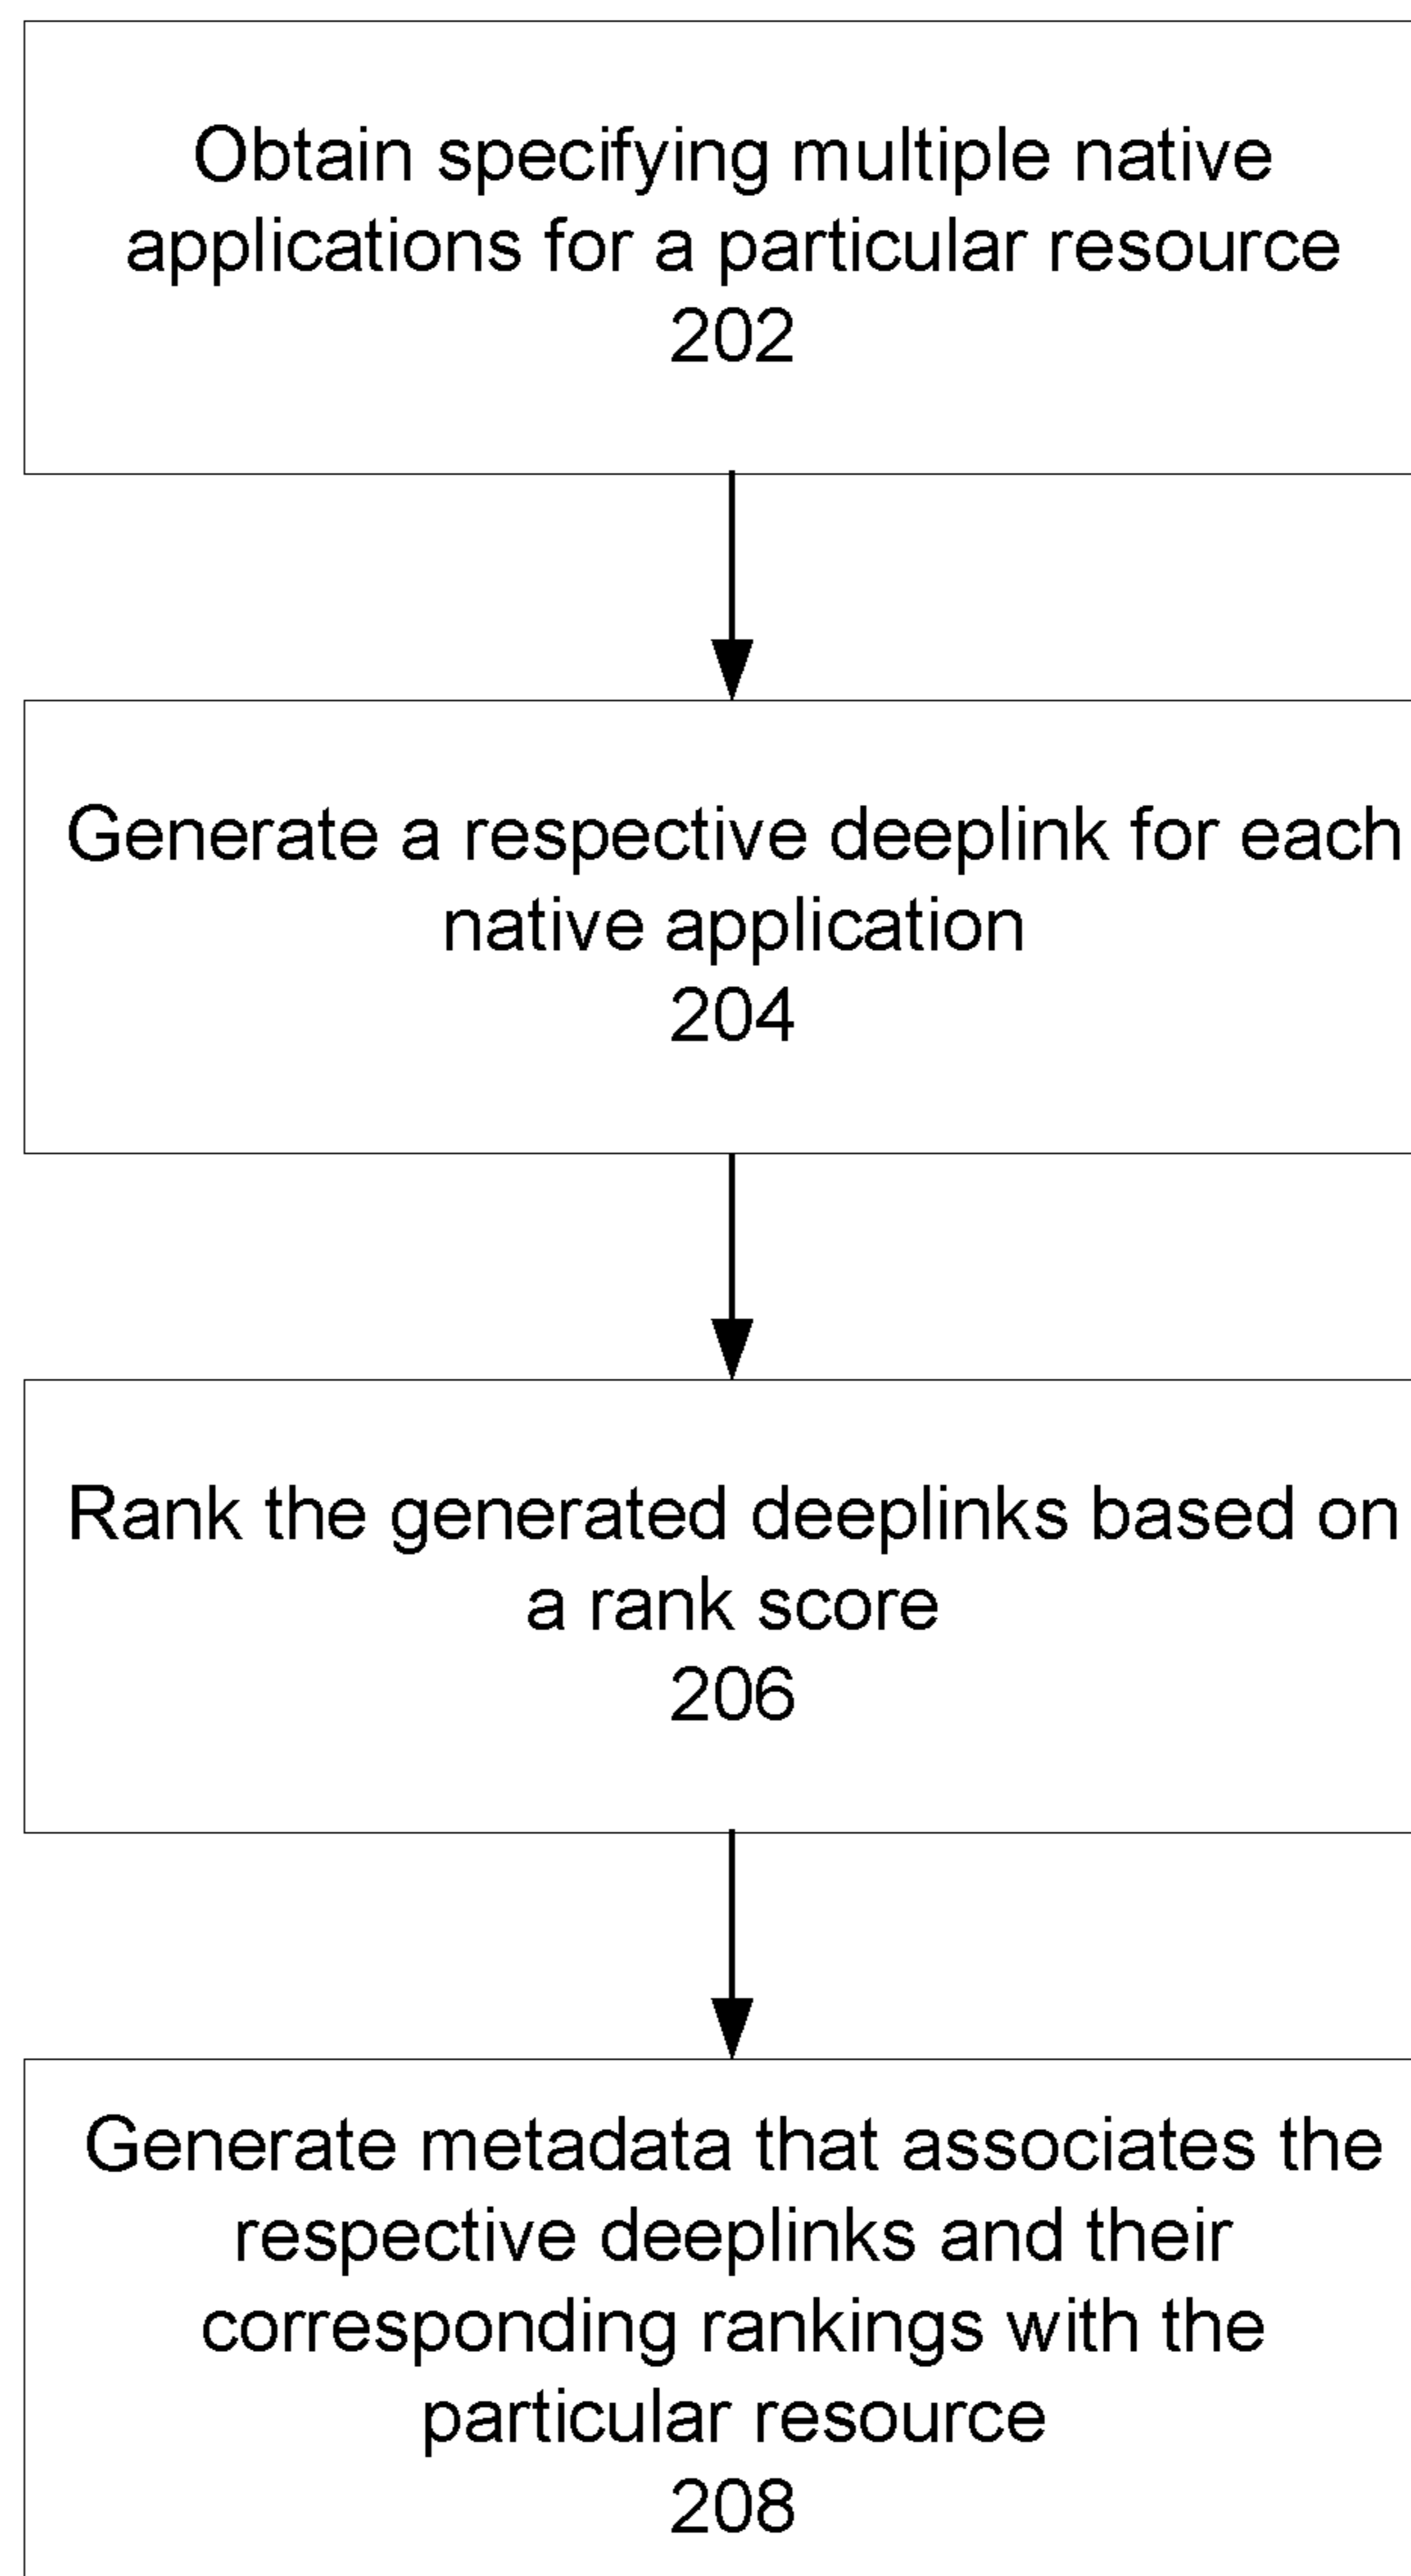 Obtain specifying multiple native
applications for a particular resource
202
Generate a respective deeplink for each
native application
204
Rank the generated deeplinks based on
a rank score
206
Generate metadata that associates the
respective deeplinks and their
corresponding rankings with the
particular resource
208